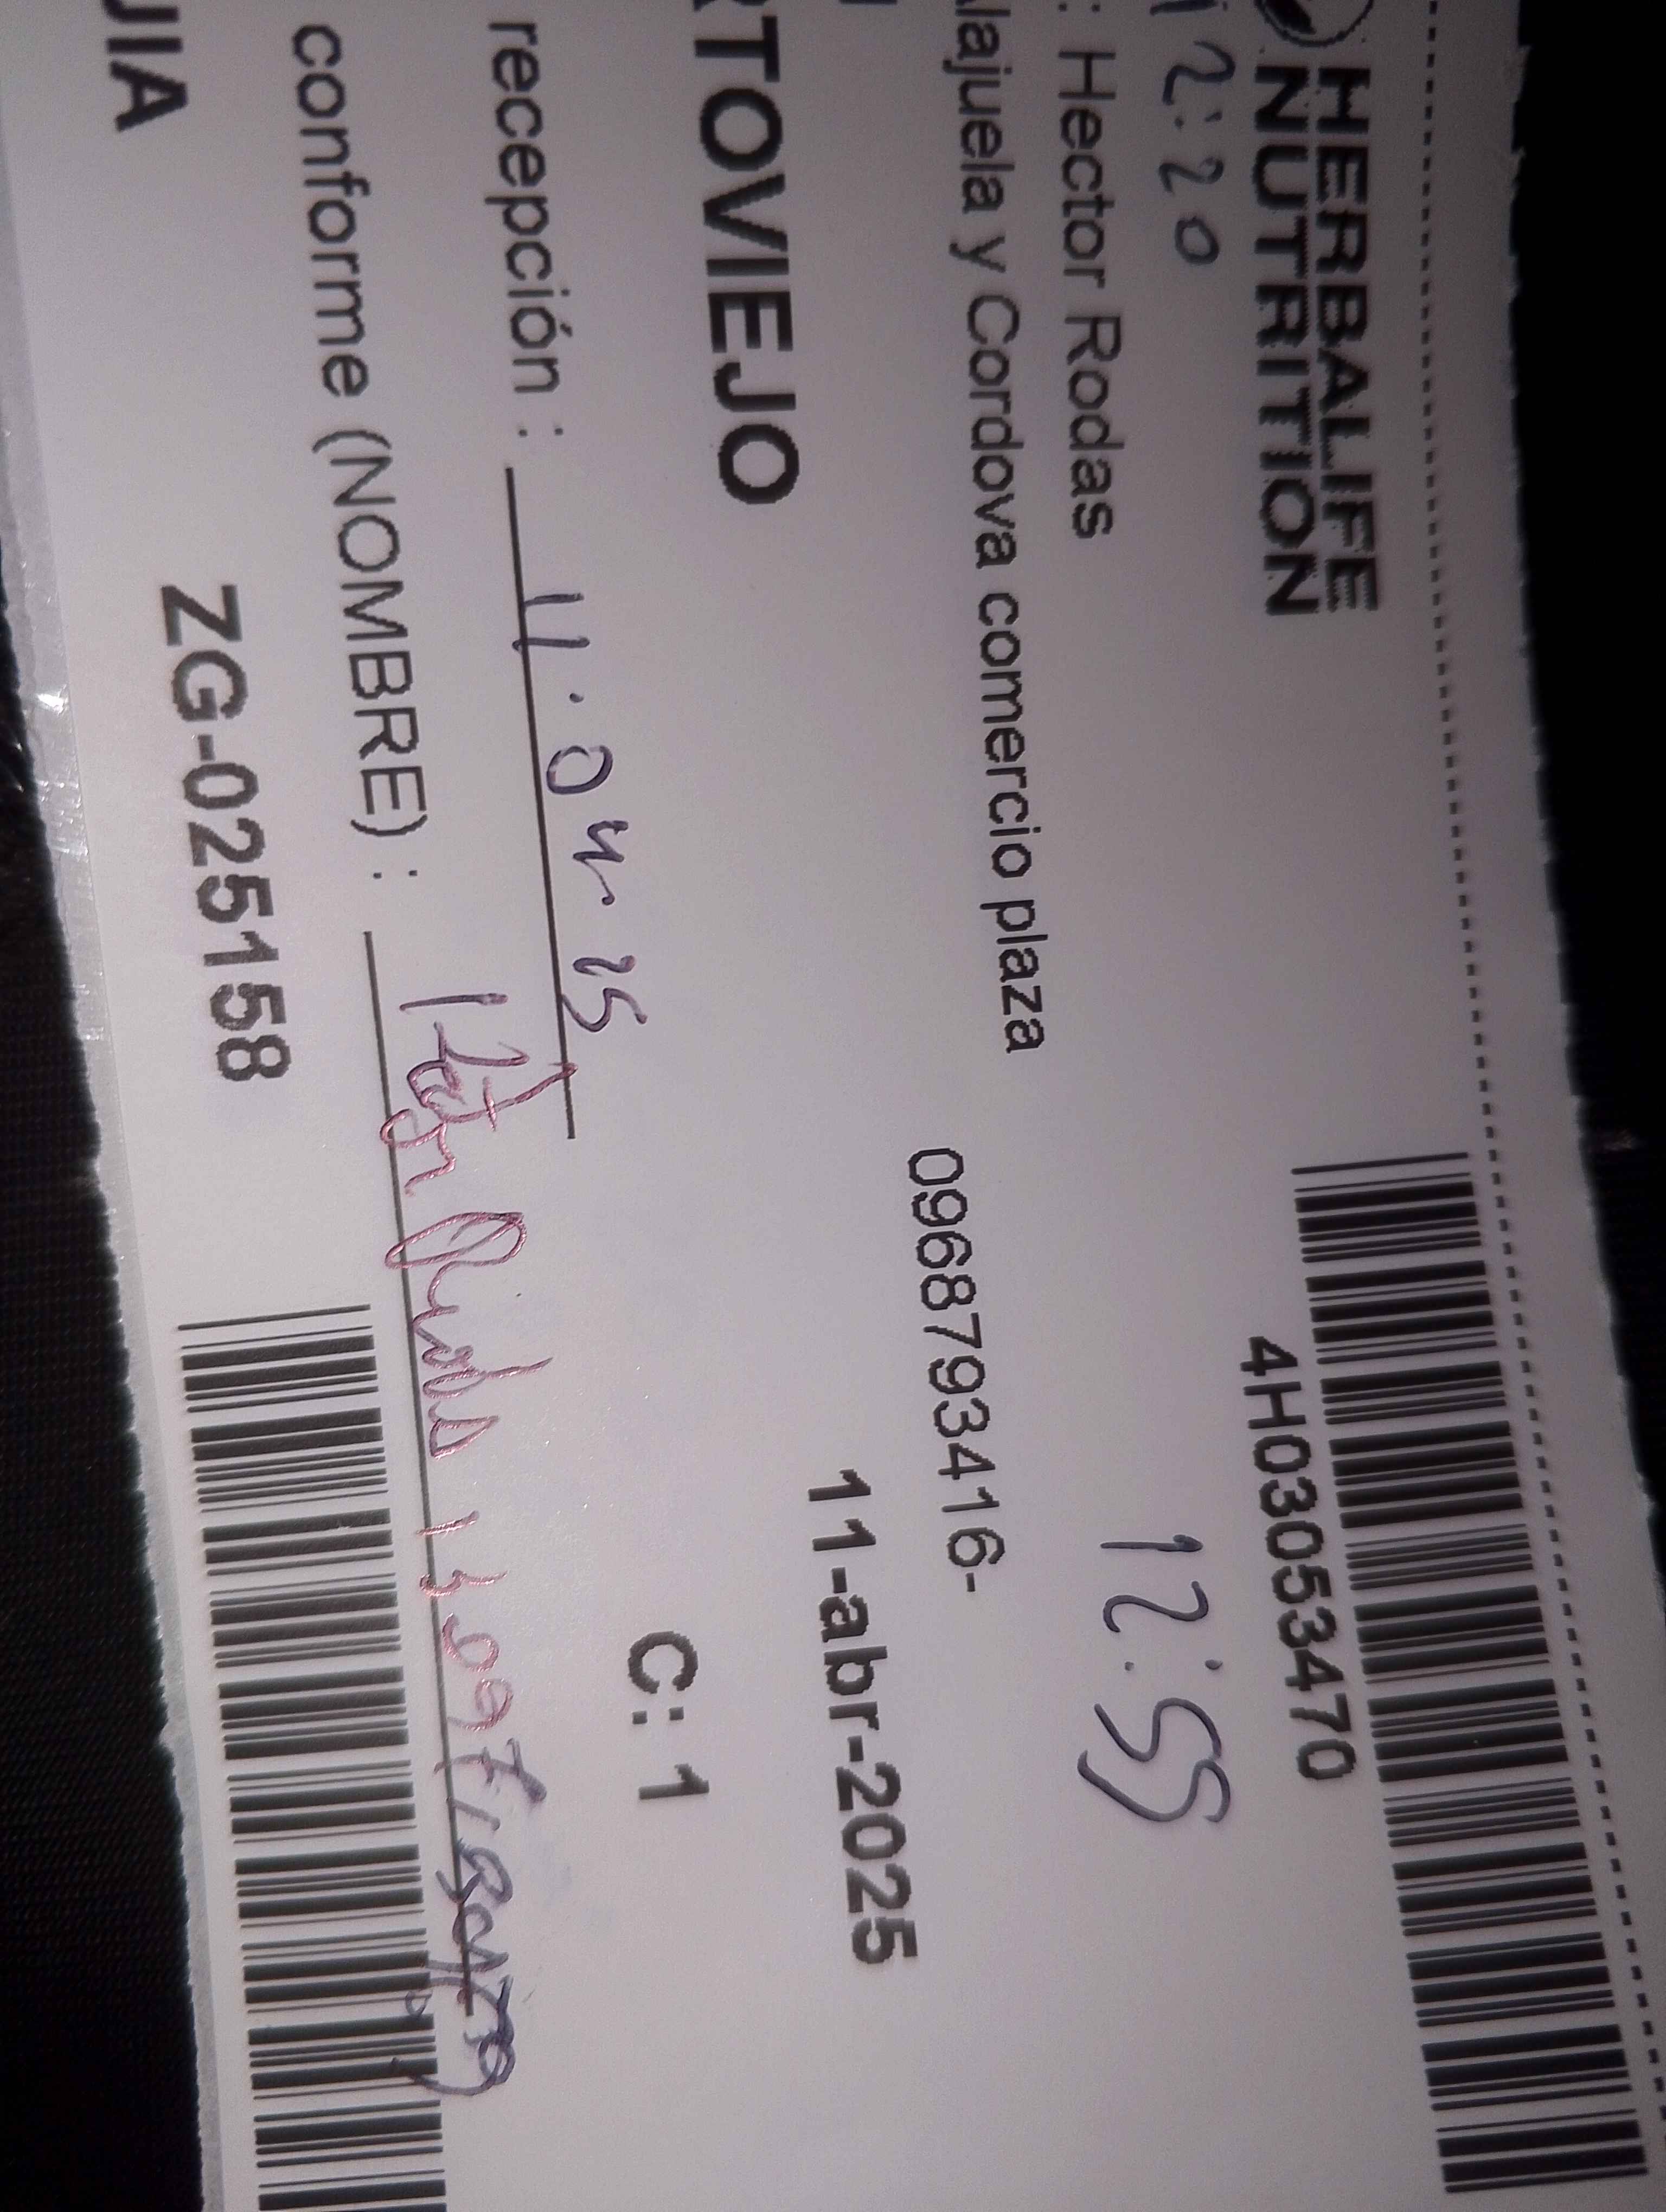 HERBALIFE
NUTRITION
4H03053470
12:20
12:55
: Hector Rodas
lajuela y Cordova comercio plaza
0968793416-
11-abr-2025
RTOVIEJO
C: 1
recepción : 11.04.25
conforme (NOMBRE) :
ZG-025158
JIA